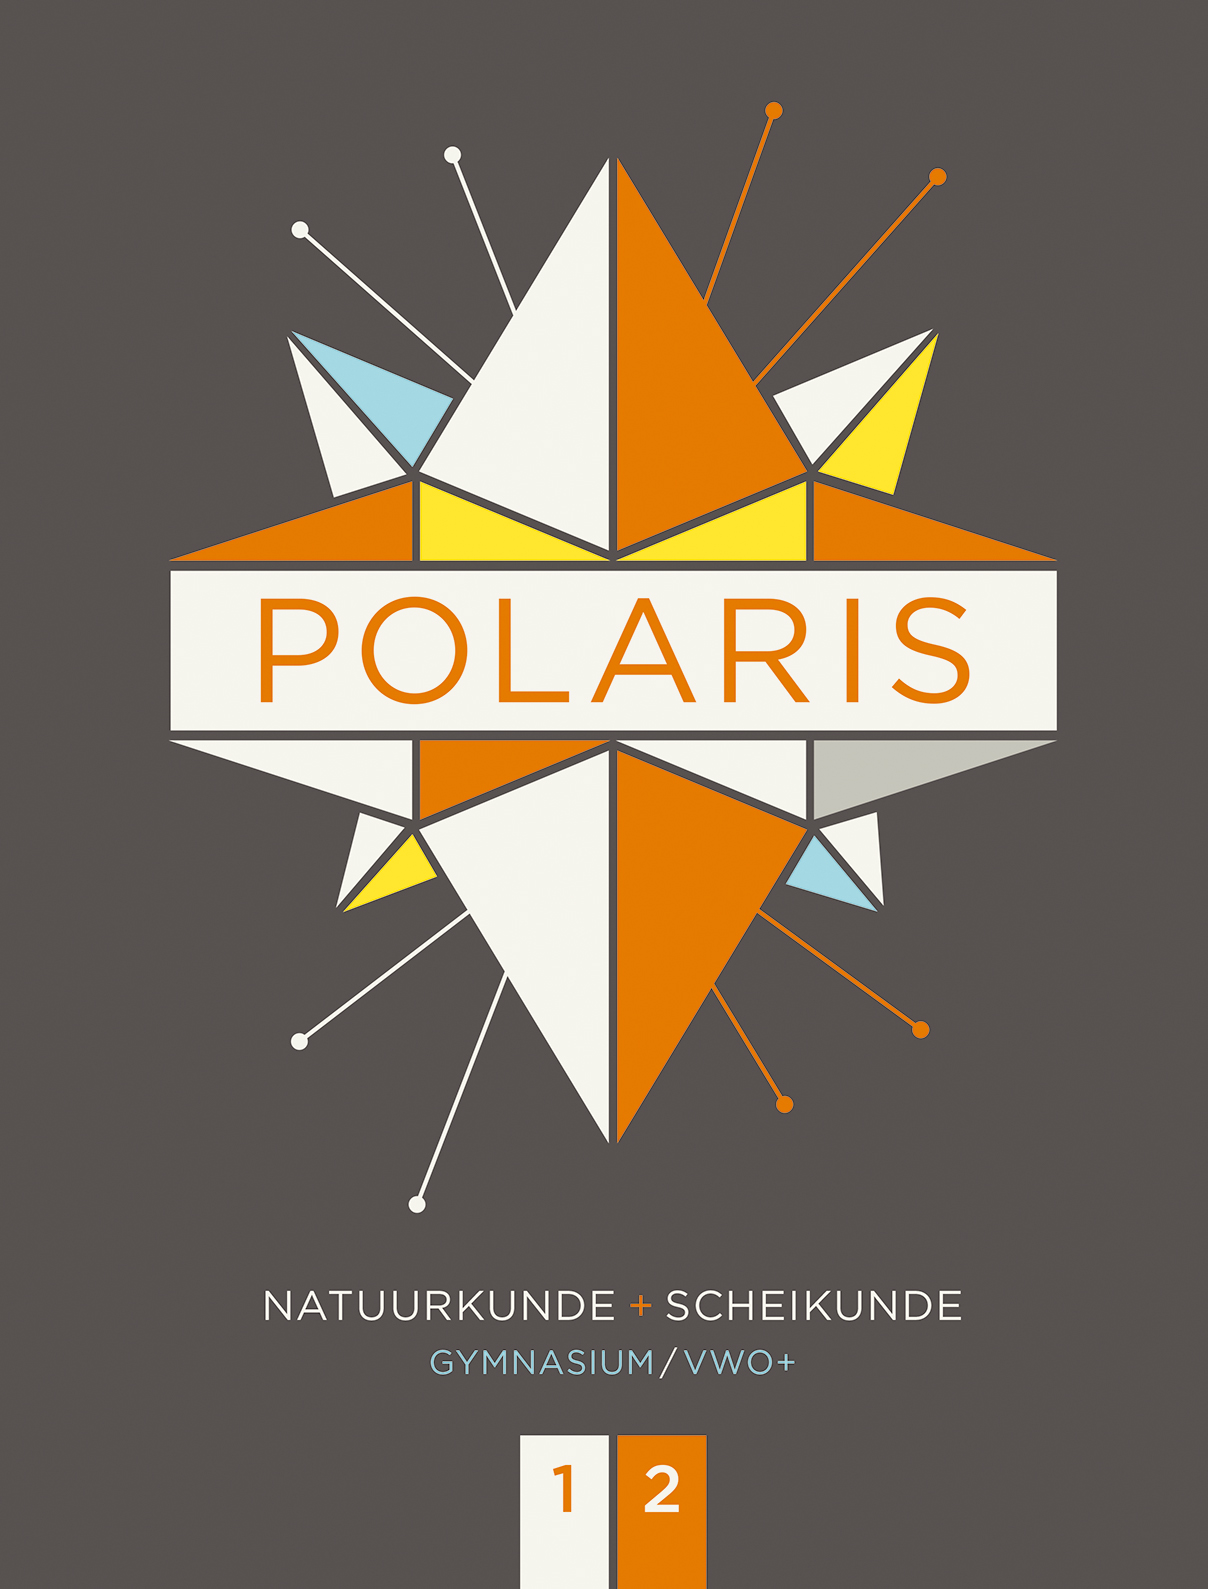 POLARIS
NATUURKUNDE + SCHEIKUNDE
GYMNASIUM/VWO+
1 2